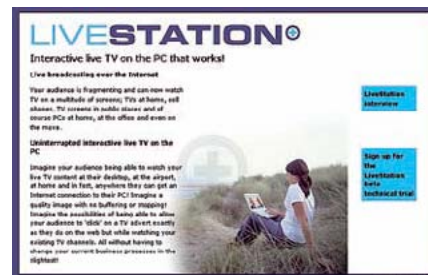 LIVESTATION
Interactive live TV on the PC that works!
Live broadcasting over the Internet
Your audience is fragmenting and can now watch
TV on a multitude of screens; TVs at home, cell
phones, TV screens in public places and of
course PCs at home, at the office and even on
the move.
Uninterrupted interactive live TV on the
PC
Imagine your audience being able to watch your
live TV content at their desktop, at the airport,
at home and in fact, anywhere they can get an
Internet connection to their PC! Imagine a
quality image with no buffering or stopping!
Imagine the possibilities of being able to allow
your audience to 'click' on a TV advert exactly
as they do on the web but while watching your
existing TV channels. All without having to
change your current business processes in the
slightest!
LiveStation
interview
Sign up for
the
LiveStation
beta
technical trial